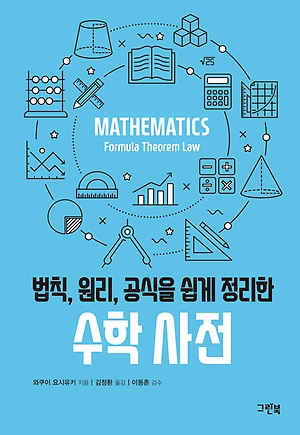 MATHEMATICS
Formula Theorem Law
법칙, 원리, 공식을 쉽게 정리한
수학 사전
와쿠이 요시유키 지음 | 김정환 옮김 | 이동흔 감수
그린북